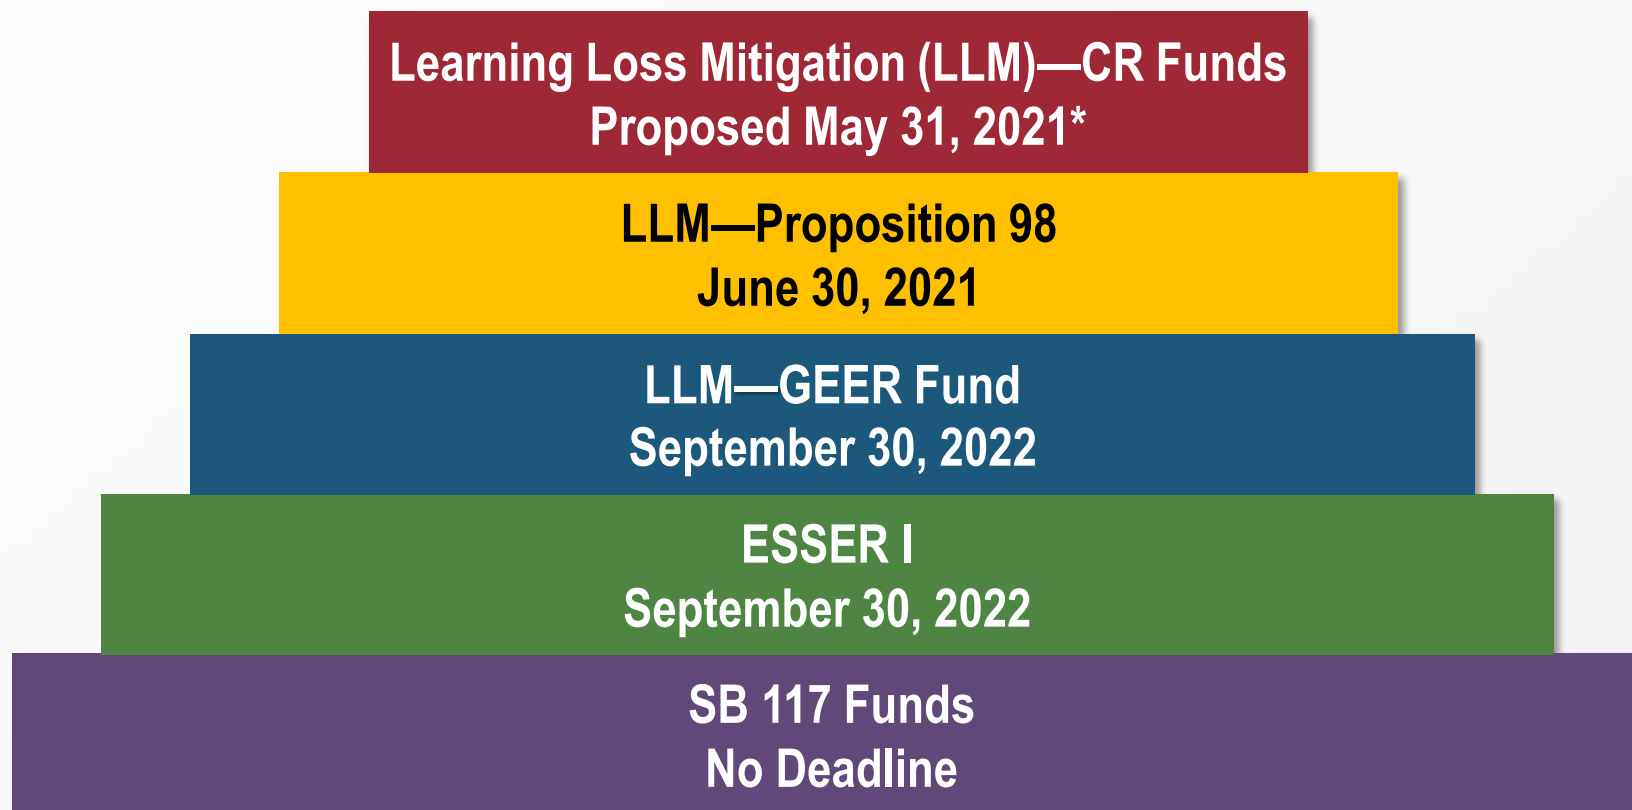 Learning Loss Mitigation (LLM)—CR Funds
Proposed May 31, 2021*
LLM—Proposition 98
June 30, 2021
LLM—GEER Fund
September 30, 2022
ESSER I
September 30, 2022
SB 117 Funds
No Deadline